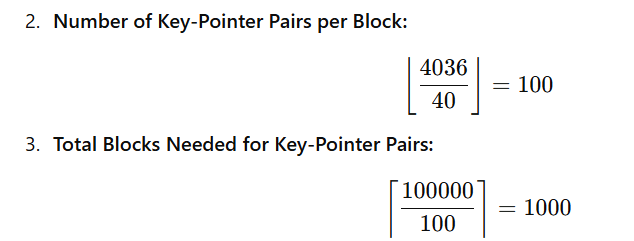 2. Number of Key-Pointer Pairs per Block:
⌊4036/40⌋ = 100
3. Total Blocks Needed for Key-Pointer Pairs:
⌈100000/100⌉ = 1000